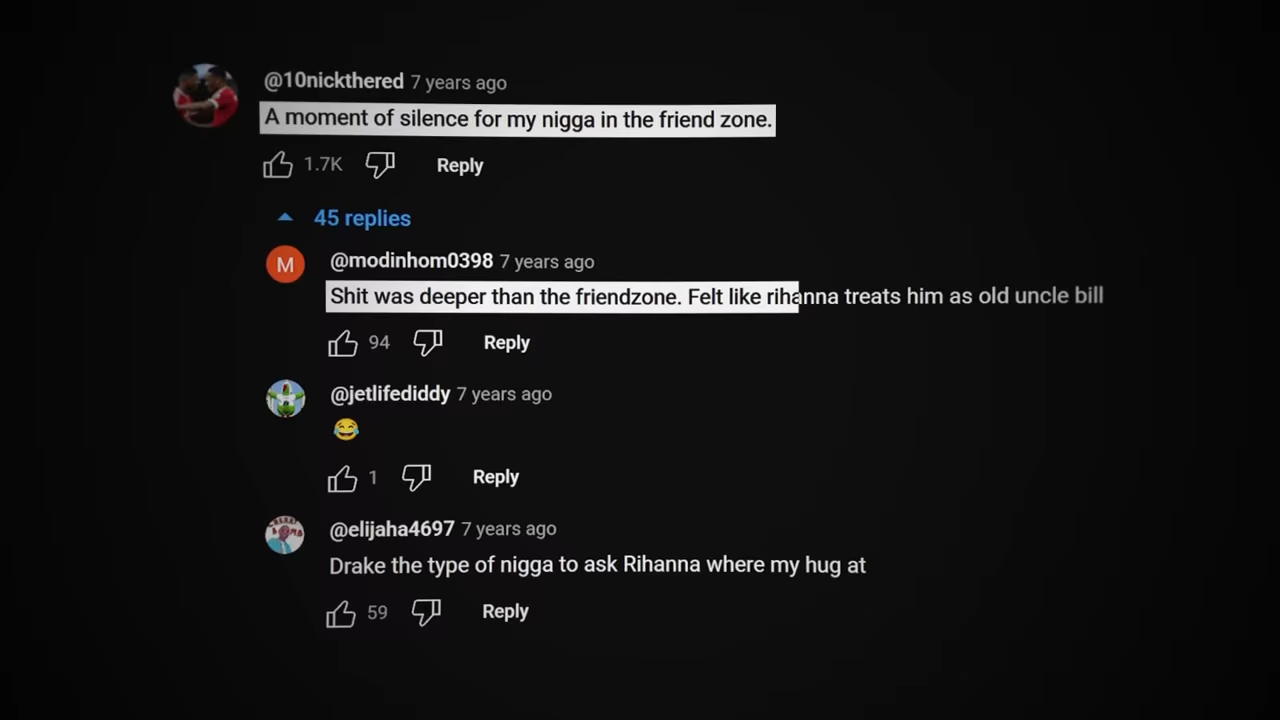 @10nickthered 7 years ago
A moment of silence for my nigga in the friend zone.
1.7K Reply
45 replies
M
@modinhom0398 7 years ago
Shit was deeper than the friendzone. Felt like rihanna treats him as old uncle bill
94 Reply
@jetlifediddy 7 years ago
😂
1 Reply
@elijaha4697 7 years ago
Drake the type of nigga to ask Rihanna where my hug at
59 Reply